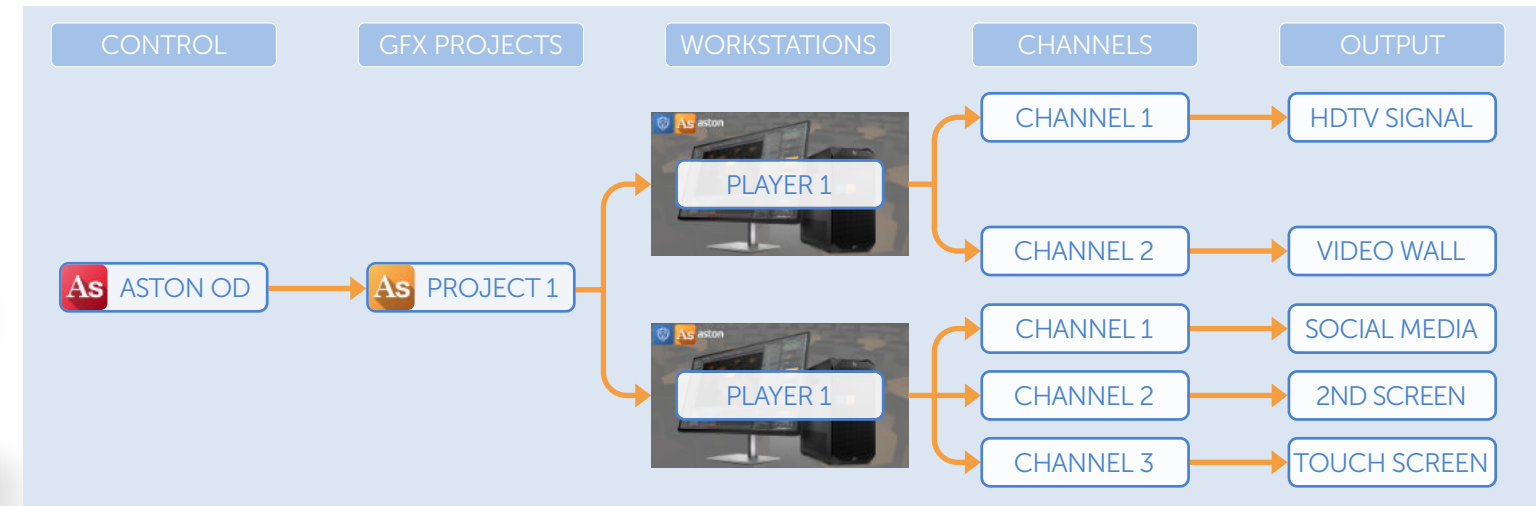 CONTROL
GFX PROJECTS
WORKSTATIONS
CHANNELS
OUTPUT
As ASTON OD
As PROJECT 1
As aston
PLAYER 1
CHANNEL 1
HDTV SIGNAL
CHANNEL 2
VIDEO WALL
As aston
PLAYER 1
CHANNEL 1
SOCIAL MEDIA
CHANNEL 2
2ND SCREEN
CHANNEL 3
TOUCH SCREEN